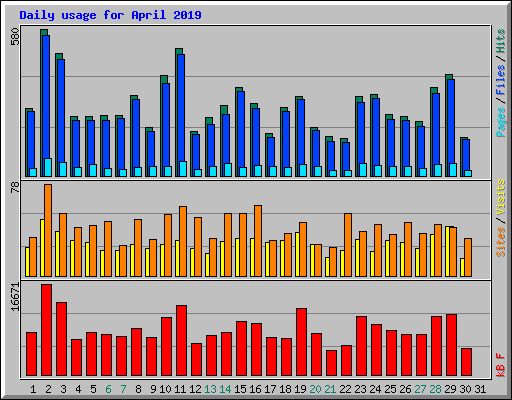 Daily usage for April 2019
580
Pages / Files / Hits
78
Sites / Visits
16671
kB F
1 2 3 4 5 6 7 8 9 10 11 12 13 14 15 16 17 18 19 20 21 22 23 24 25 26 27 28 29 30 31